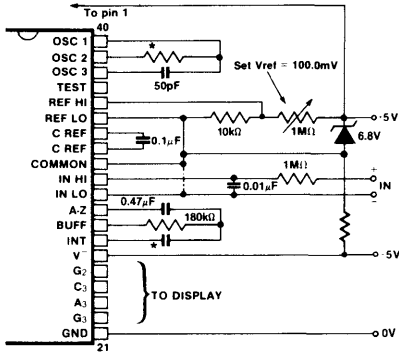 To pin 1
40
OSC 1
OSC 2
*
OSC 3
50pF
Set Vref = 100.0mV
TEST
REF HI
REF LO
10kΩ
1MΩ
-5V
6.8V
C REF
0.1µF
C REF
COMMON
1MΩ
+
IN HI
0.01µF
IN
IN LO
-
0.47µF
A-Z
BUFF
180kΩ
INT
*
V-
-5V
G2
C3
TO DISPLAY
A3
G3
GND
0V
21